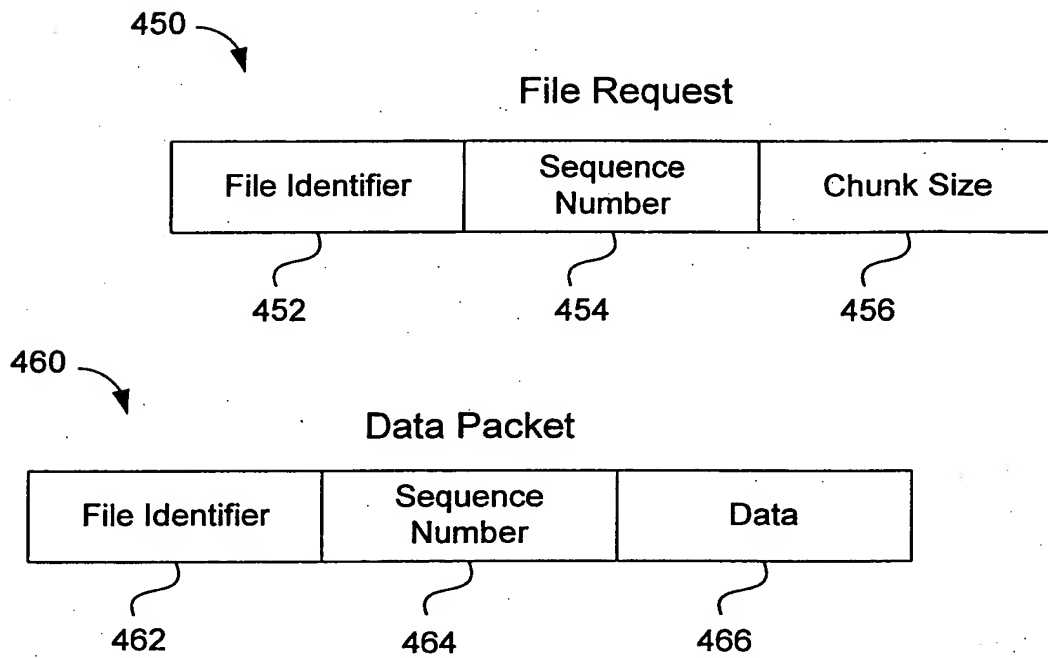 450
File Request
File Identifier
Sequence
Number
Chunk Size
452
454
456
460
Data Packet
File Identifier
Sequence
Number
Data
462
464
466